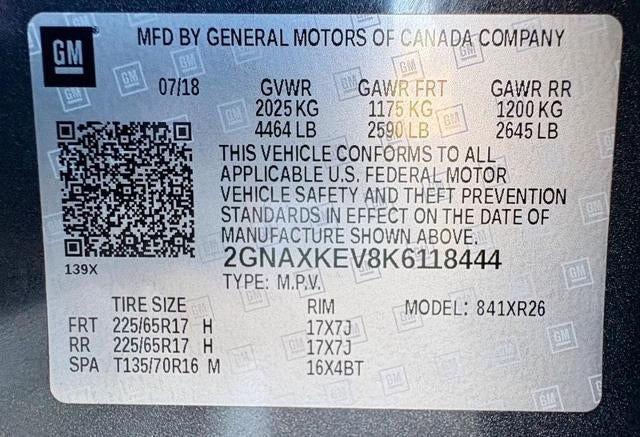 GM
MFD BY GENERAL MOTORS OF CANADA COMPANY
07/18 GVWR GAWR FRT GAWR RR
2025 KG 1175 KG 1200 KG
4464 LB 2590 LB 2645 LB
THIS VEHICLE CONFORMS TO ALL
APPLICABLE U.S. FEDERAL MOTOR
VEHICLE SAFETY AND THEFT PREVENTION
STANDARDS IN EFFECT ON THE DATE OF
MANUFACTURE SHOWN ABOVE.
2GNAXKEV8K6118444
139X
TYPE: M.P.V.
TIRE SIZE RIM MODEL: 841XR26
FRT 225/65R17 H 17X7J
RR 225/65R17 H 17X7J
SPA T135/70R16 M 16X4BT